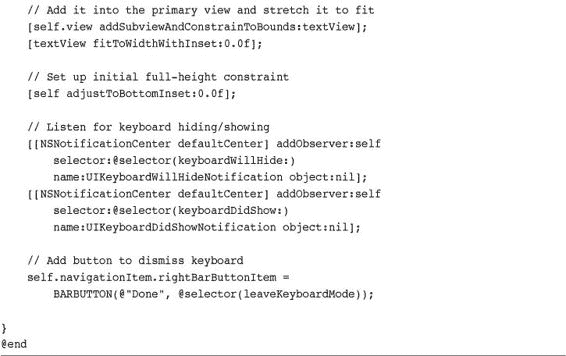 // Add it into the primary view and stretch it to fit
[self.view addSubviewAndConstrainToBounds:textView];
[textView fitToWidthWithInset:0.0f];
// Set up initial full-height constraint
[self adjustToBottomInset:0.0f];
// Listen for keyboard hiding/showing
[[NSNotificationCenter defaultCenter] addObserver:self
selector:@selector(keyboardWillHide:)
name:UIKeyboardWillHideNotification object:nil];
[[NSNotificationCenter defaultCenter] addObserver:self
selector:@selector(keyboardDidShow:)
name:UIKeyboardDidShowNotification object:nil];
// Add button to dismiss keyboard
self.navigationItem.rightBarButtonItem =
BARBUTTON(@"Done", @selector(leaveKeyboardMode));
}
@end